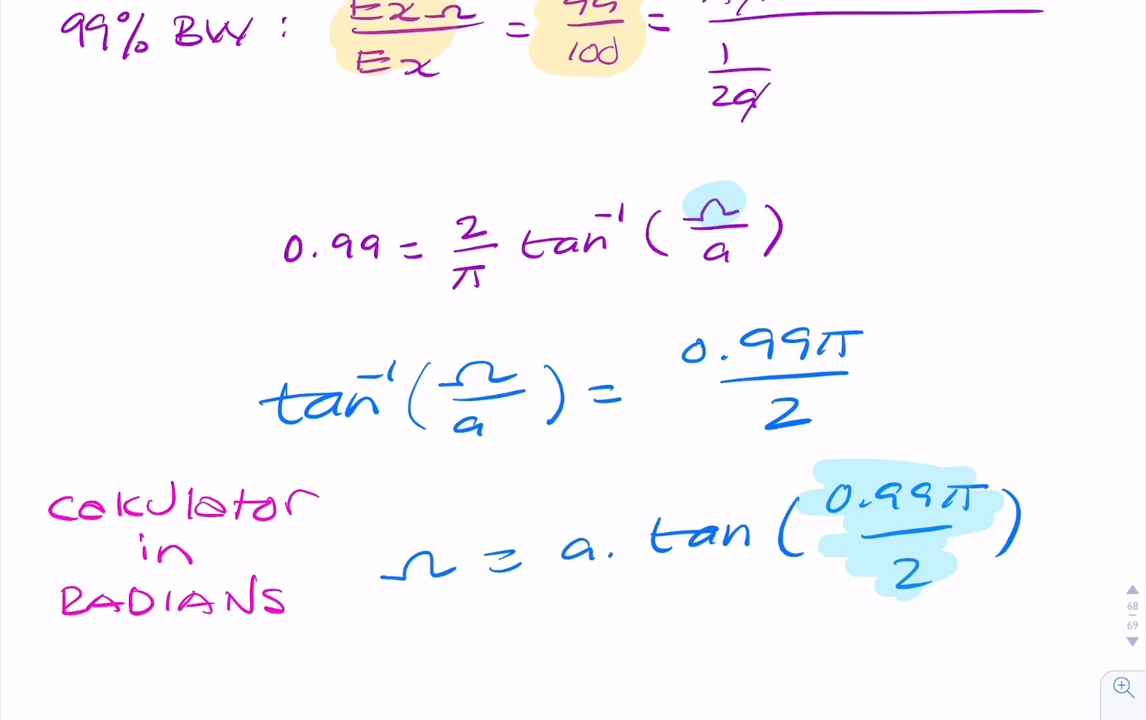 99% BW : ExΩ/Ex = 99/100 =
1/2a
0.99 = 2/π tan⁻¹ (Ω/a)
tan⁻¹ (Ω/a) = 0.99π/2
calculator in RADIANS
Ω = a. tan (0.99π/2)
68
69